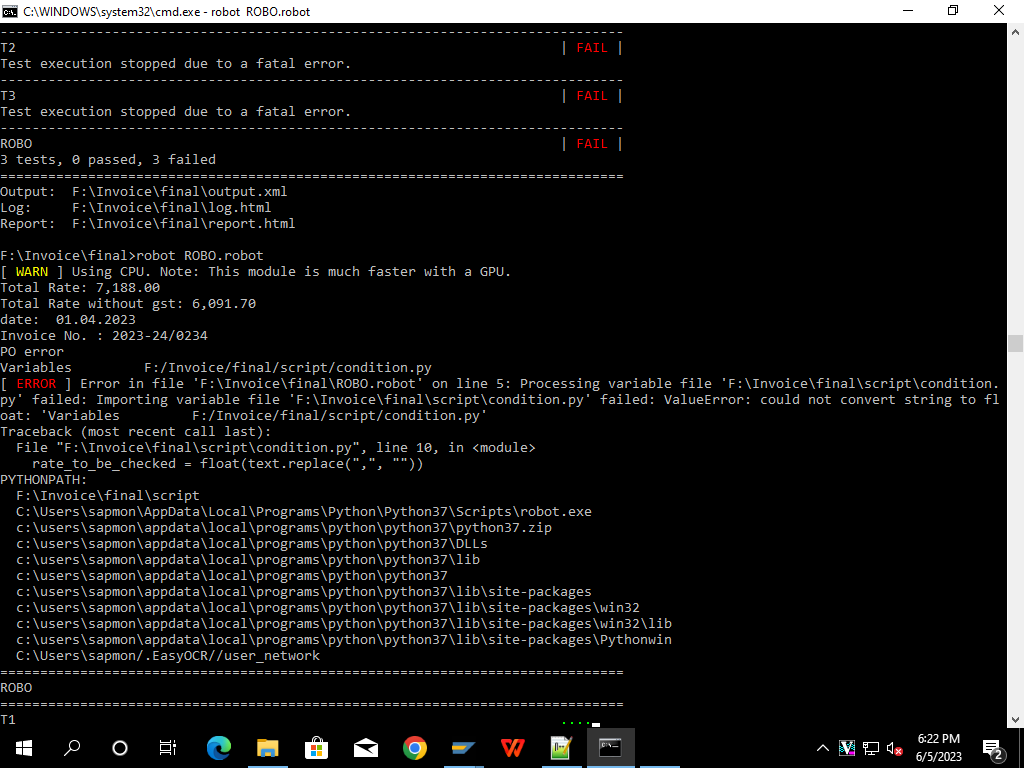 C:\WINDOWS\system32\cmd.exe - robot ROBO.robot
------------------------------------------------------------------------------
T2 | FAIL |
Test execution stopped due to a fatal error.
------------------------------------------------------------------------------
T3 | FAIL |
Test execution stopped due to a fatal error.
------------------------------------------------------------------------------
ROBO | FAIL |
3 tests, 0 passed, 3 failed
==============================================================================
Output:  F:\Invoice\final\output.xml
Log:     F:\Invoice\final\log.html
Report:  F:\Invoice\final\report.html
F:\Invoice\final>robot ROBO.robot
[ WARN ] Using CPU. Note: This module is much faster with a GPU.
Total Rate: 7,188.00
Total Rate without gst: 6,091.70
date:  01.04.2023
Invoice No. : 2023-24/0234
PO error
Variables         F:/Invoice/final/script/condition.py
[ ERROR ] Error in file 'F:\Invoice\final\ROBO.robot' on line 5: Processing variable file 'F:\Invoice\final\script\condition.
py' failed: Importing variable file 'F:\Invoice\final\script\condition.py' failed: ValueError: could not convert string to fl
oat: 'Variables         F:/Invoice/final/script/condition.py'
Traceback (most recent call last):
  File "F:\Invoice\final\script\condition.py", line 10, in <module>
    rate_to_be_checked = float(text.replace(",", ""))
PYTHONPATH:
  F:\Invoice\final\script
  C:\Users\sapmon\AppData\Local\Programs\Python\Python37\Scripts\robot.exe
  c:\users\sapmon\appdata\local\programs\python\python37\python37.zip
  c:\users\sapmon\appdata\local\programs\python\python37\DLLs
  c:\users\sapmon\appdata\local\programs\python\python37\lib
  c:\users\sapmon\appdata\local\programs\python\python37
  c:\users\sapmon\appdata\local\programs\python\python37\lib\site-packages
  c:\users\sapmon\appdata\local\programs\python\python37\lib\site-packages\win32
  c:\users\sapmon\appdata\local\programs\python\python37\lib\site-packages\win32\lib
  c:\users\sapmon\appdata\local\programs\python\python37\lib\site-packages\Pythonwin
  C:\Users\sapmon/.EasyOCR//user_network
==============================================================================
ROBO
==============================================================================
T1 ....
6:22 PM
6/5/2023
2